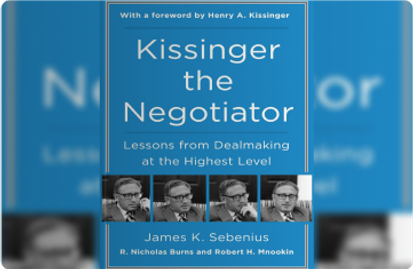 With a foreword by Henry A. Kissinger
Kissinger
the
Negotiator
Lessons from Dealmaking
at the Highest Level
James K. Sebenius
R. Nicholas Burns and Robert H. Mnookin